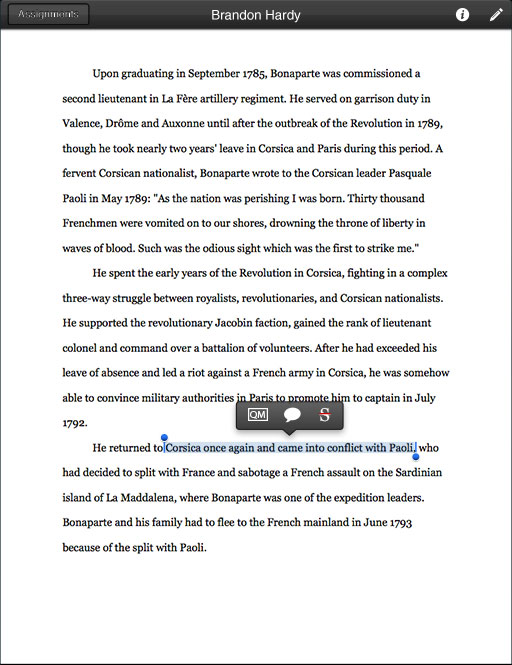 Assignments
Brandon Hardy
Upon graduating in September 1785, Bonaparte was commissioned a
second lieutenant in La Fère artillery regiment. He served on garrison duty in
Valence, Drôme and Auxonne until after the outbreak of the Revolution in 1789,
though he took nearly two years' leave in Corsica and Paris during this period. A
fervent Corsican nationalist, Bonaparte wrote to the Corsican leader Pasquale
Paoli in May 1789: "As the nation was perishing I was born. Thirty thousand
Frenchmen were vomited on to our shores, drowning the throne of liberty in
waves of blood. Such was the odious sight which was the first to strike me."
He spent the early years of the Revolution in Corsica, fighting in a complex
three-way struggle between royalists, revolutionaries, and Corsican nationalists.
He supported the revolutionary Jacobin faction, gained the rank of lieutenant
colonel and command over a battalion of volunteers. After he had exceeded his
leave of absence and led a riot against a French army in Corsica, he was somehow
able to convince military authorities in Paris to promote him to captain in July
1792.
QM S
He returned to Corsica once again and came into conflict with Paoli, who
had decided to split with France and sabotage a French assault on the Sardinian
island of La Maddalena, where Bonaparte was one of the expedition leaders.
Bonaparte and his family had to flee to the French mainland in June 1793
because of the split with Paoli.